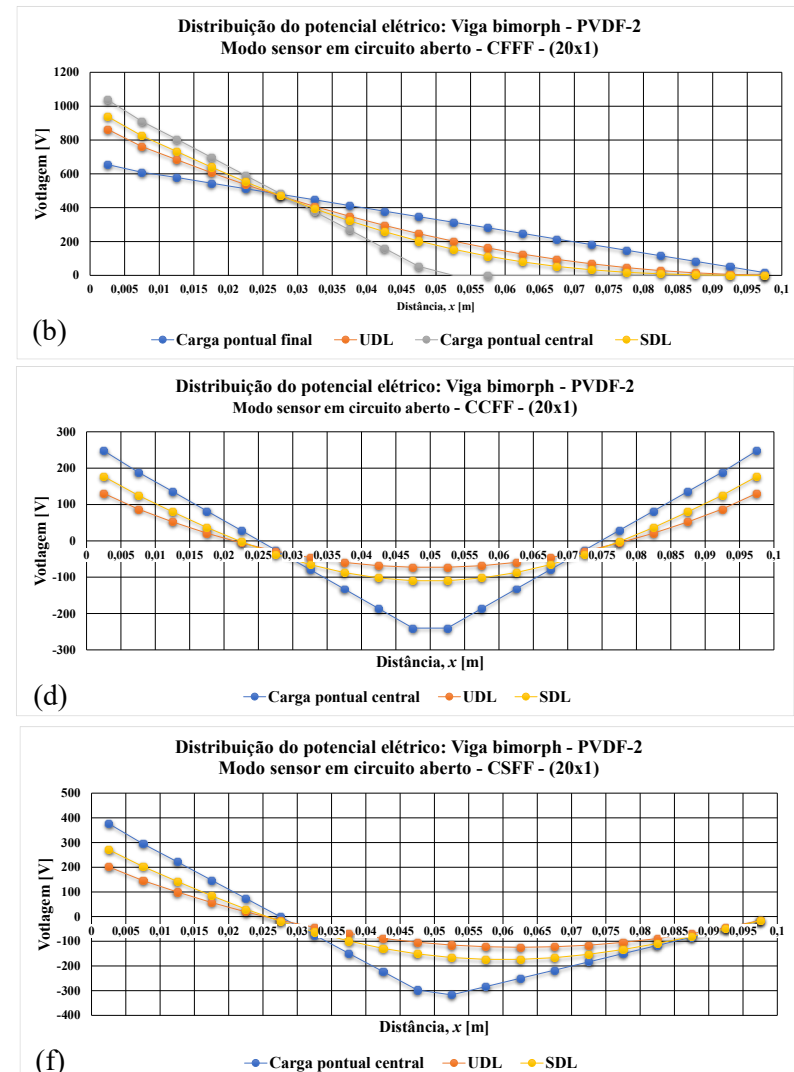 Distribuição do potencial elétrico: Viga bimorph - PVDF-2
Modo sensor em circuito aberto - CFFF - (20x1)
Votlagem [V]
1200
1000
800
600
400
200
0
0 0,005 0,01 0,015 0,02 0,025 0,03 0,035 0,04 0,045 0,05 0,055 0,06 0,065 0,07 0,075 0,08 0,085 0,09 0,095 0,1
Distância, x [m]
(b)
Carga pontual final UDL Carga pontual central SDL
Distribuição do potencial elétrico: Viga bimorph - PVDF-2
Modo sensor em circuito aberto - CCFF - (20x1)
Votlagem [V]
300
200
100
0
-100
-200
-300
0 0,005 0,01 0,015 0,02 0,025 0,03 0,035 0,04 0,045 0,05 0,055 0,06 0,065 0,07 0,075 0,08 0,085 0,09 0,095 0,1
Distância, x [m]
(d)
Carga pontual central UDL SDL
Distribuição do potencial elétrico: Viga bimorph - PVDF-2
Modo sensor em circuito aberto - CSFF - (20x1)
Votlagem [V]
500
400
300
200
100
0
-100
-200
-300
-400
0 0,005 0,01 0,015 0,02 0,025 0,03 0,035 0,04 0,045 0,05 0,055 0,06 0,065 0,07 0,075 0,08 0,085 0,09 0,095 0,1
Distância, x [m]
(f)
Carga pontual central UDL SDL